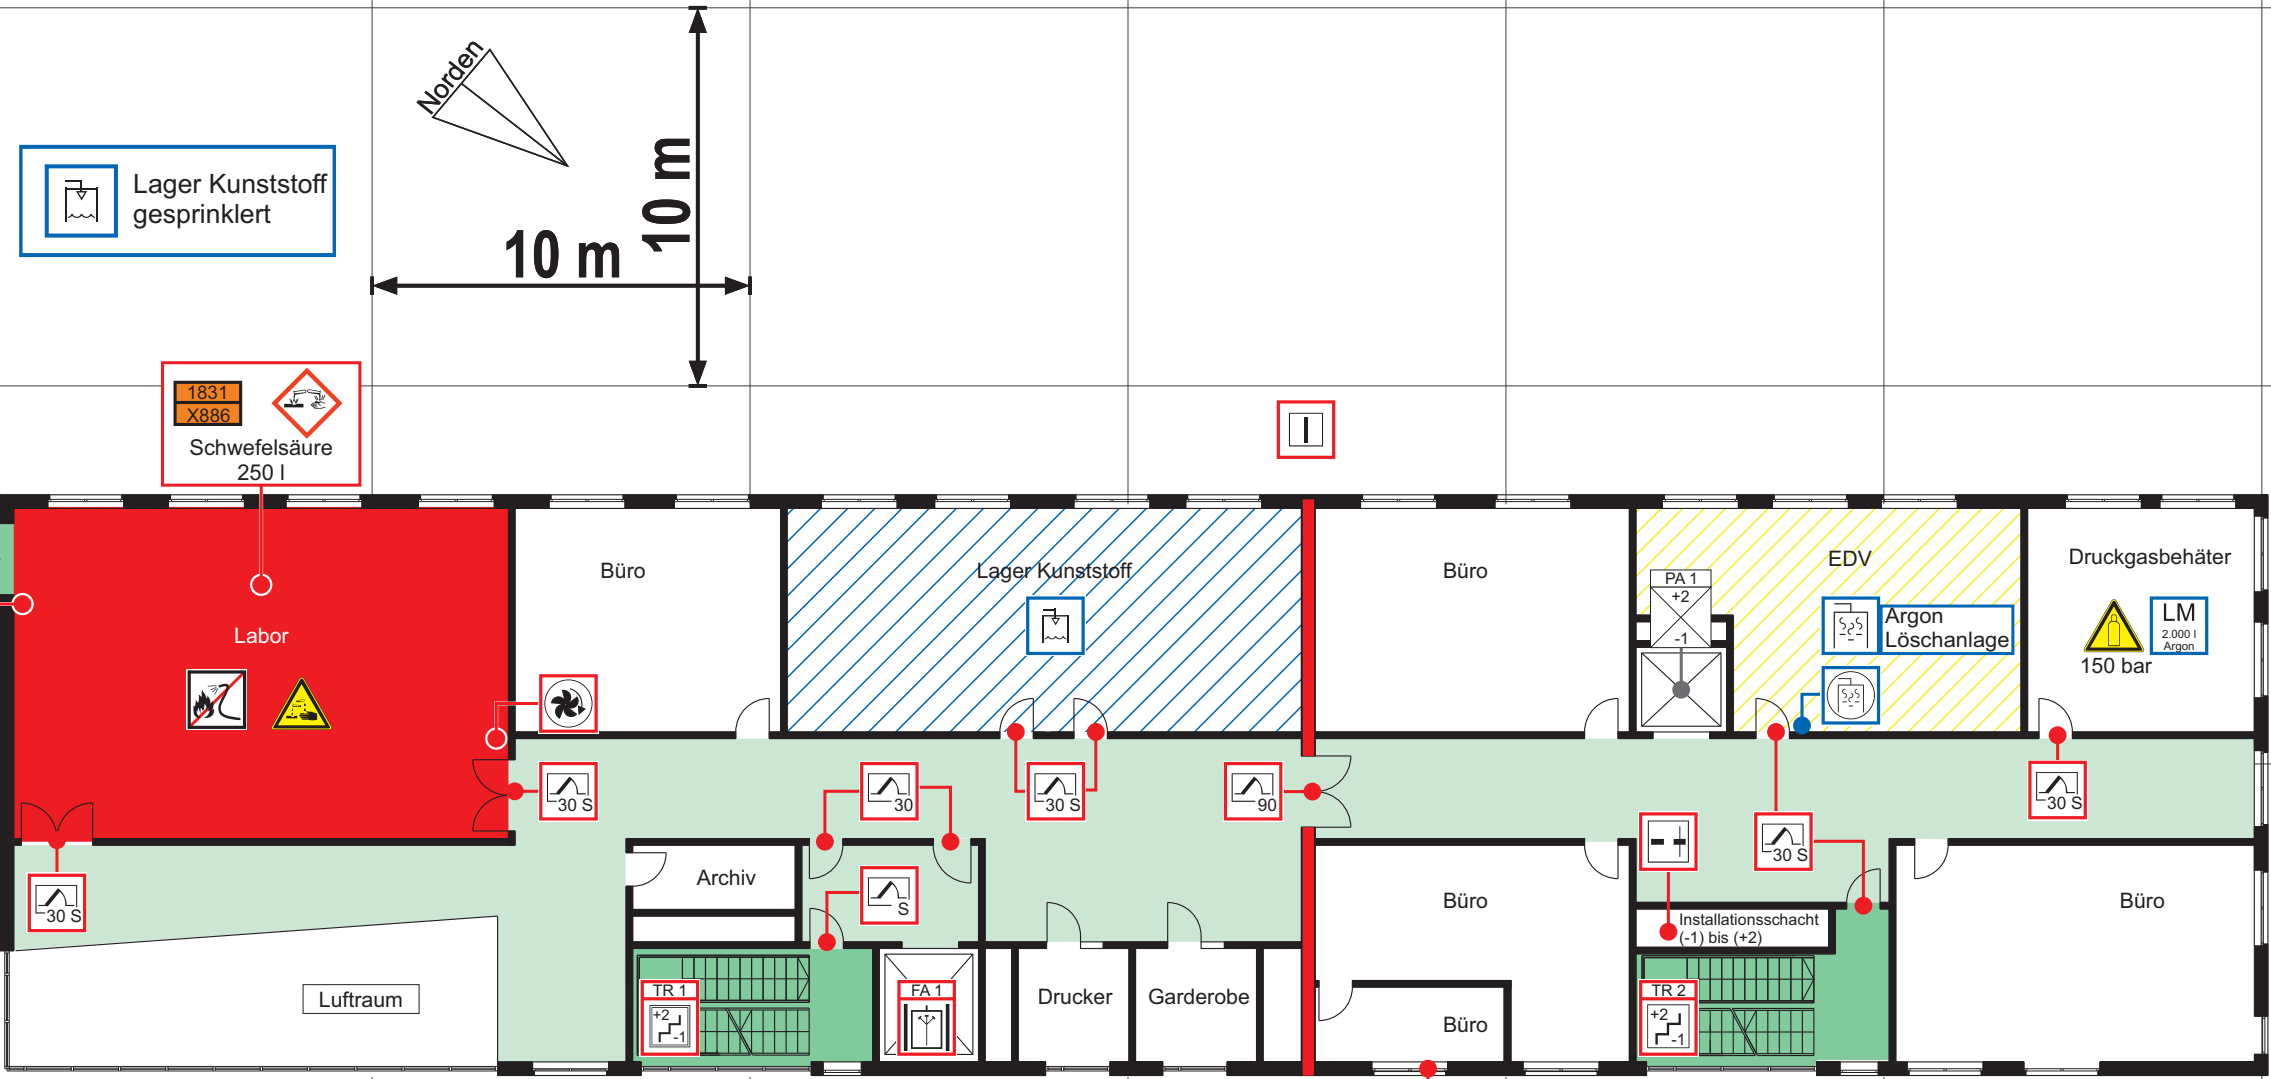 Norden
10 m
10 m
Lager Kunststoff
gesprinklert
1831
X886
Schwefelsäure
250 l
Labor
Büro
Lager Kunststoff
Büro
PA 1
+2
-1
EDV
Argon
Löschanlage
Druckgasbehäter
150 bar
LM
2.000 l
Argon
30 S
30
30 S
90
30 S
30 S
30 S
Archiv
S
Büro
Installationsschacht
(-1) bis (+2)
Büro
Luftraum
TR 1
+2
-1
FA 1
Drucker
Garderobe
Büro
TR 2
+2
-1